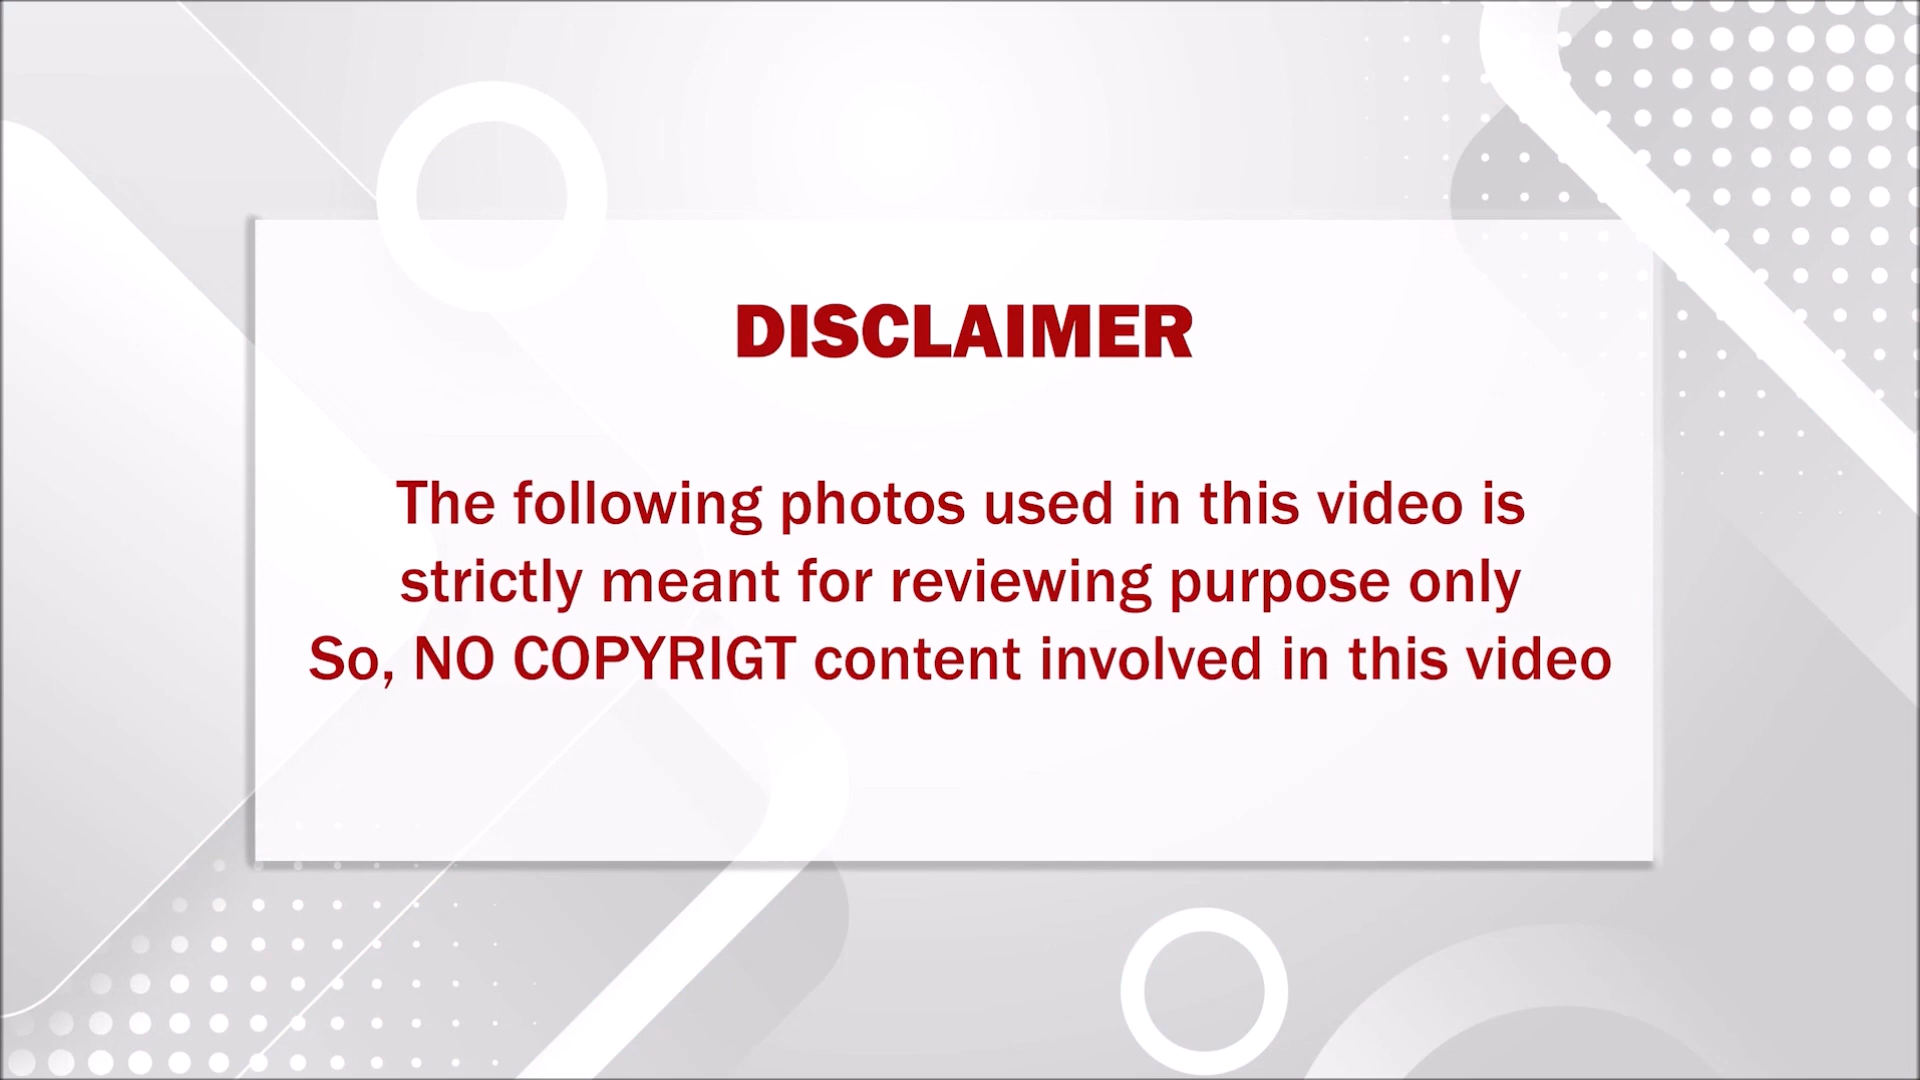 DISCLAIMER
The following photos used in this video is
strictly meant for reviewing purpose only
So, NO COPYRIGT content involved in this video